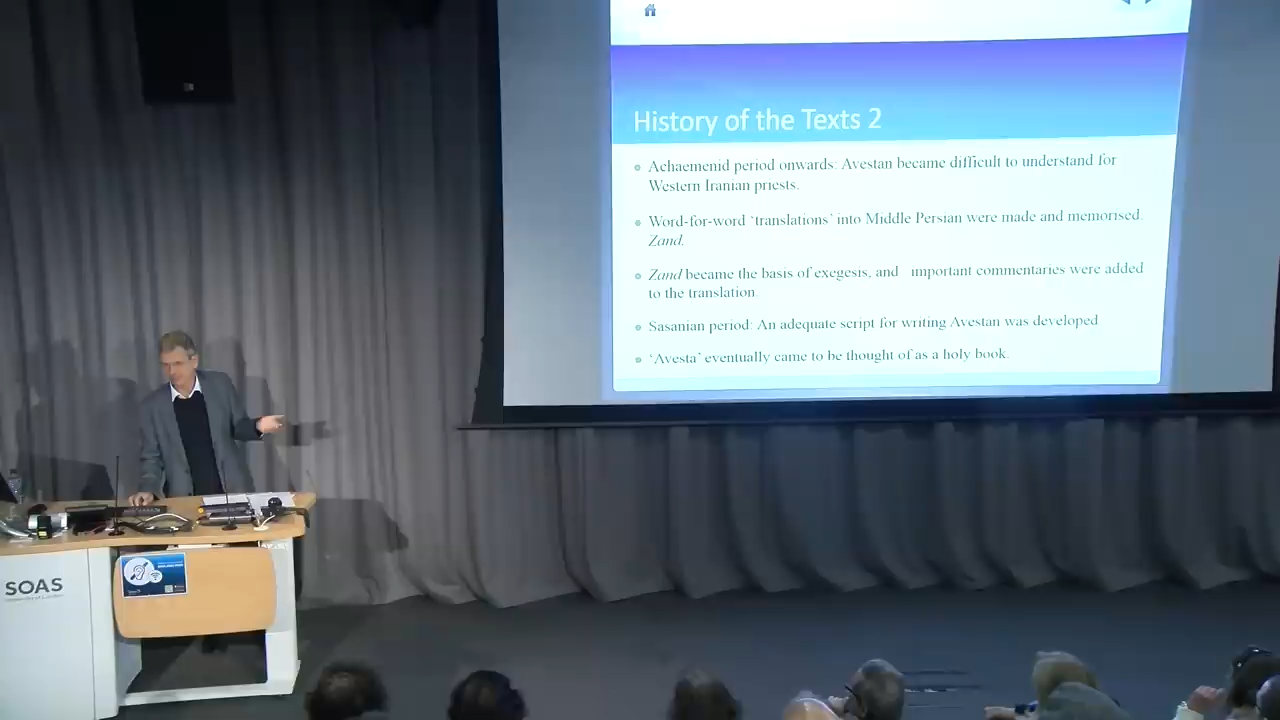 History of the Texts 2
Achaemenid period onwards: Avestan became difficult to understand for
Western Iranian priests.
Word-for-word ‘translations’ into Middle Persian were made and memorised.
Zand.
Zand became the basis of exegesis, and important commentaries were added
to the translation.
Sasanian period: An adequate script for writing Avestan was developed
‘Avesta’ eventually came to be thought of as a holy book.
SOAS